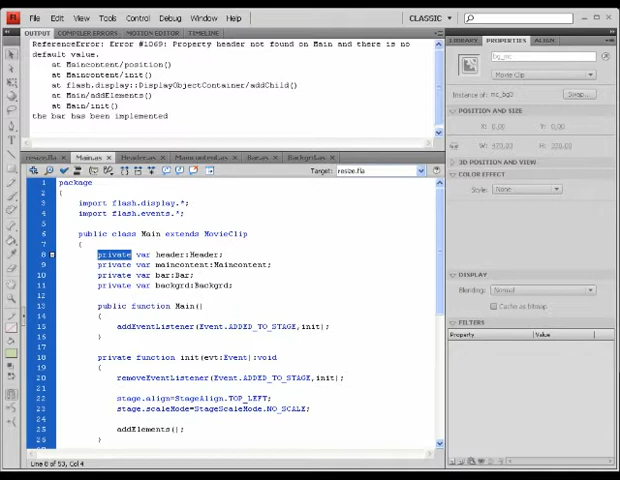 Fl File Edit View Insert Modify Text Commands Control Debug Window Help CLASSIC
OUTPUT COMPILER ERRORS MOTION EDITOR TIMELINE
ReferenceError: Error #1069: Property header not found on Main and there is no
default value.
at Maincontent/position()
at Maincontent/init()
at flash.display::DisplayObjectContainer/addChild()
at Main/addElements()
at Main/init()
the bar has been implemented
resize.fla Main.as Header.as Maincontent.as Bar.as Backgrd.as
Target: resize.fla
1 package
2 {
3 import flash.display.*;
4 import flash.events.*;
5
6 public class Main extends MovieClip
7 {
8 private var header:Header;
9 private var maincontent:Maincontent;
10 private var bar:Bar;
11 private var backgrd:Backgrd;
12
13 public function Main()
14 {
15 addEventListener(Event.ADDED_TO_STAGE,init);
16 }
17
18 private function init(evt:Event):void
19 {
20 removeEventListener(Event.ADDED_TO_STAGE,init);
21
22 stage.align=StageAlign.TOP_LEFT;
23 stage.scaleMode=StageScaleMode.NO_SCALE;
24
25 addElements();
26 }
Line 8 of 53, Col 4
LIBRARY PROPERTIES ALIGN
bg_mc
Movie Clip
Instance of: mc_bg3 Swap...
POSITION AND SIZE
X: 0,00 Y: 0,00
3D POSITION AND VIEW
COLOR EFFECT
Style: None
DISPLAY
Blending: Normal
Cache as bitmap
FILTERS
Property Value